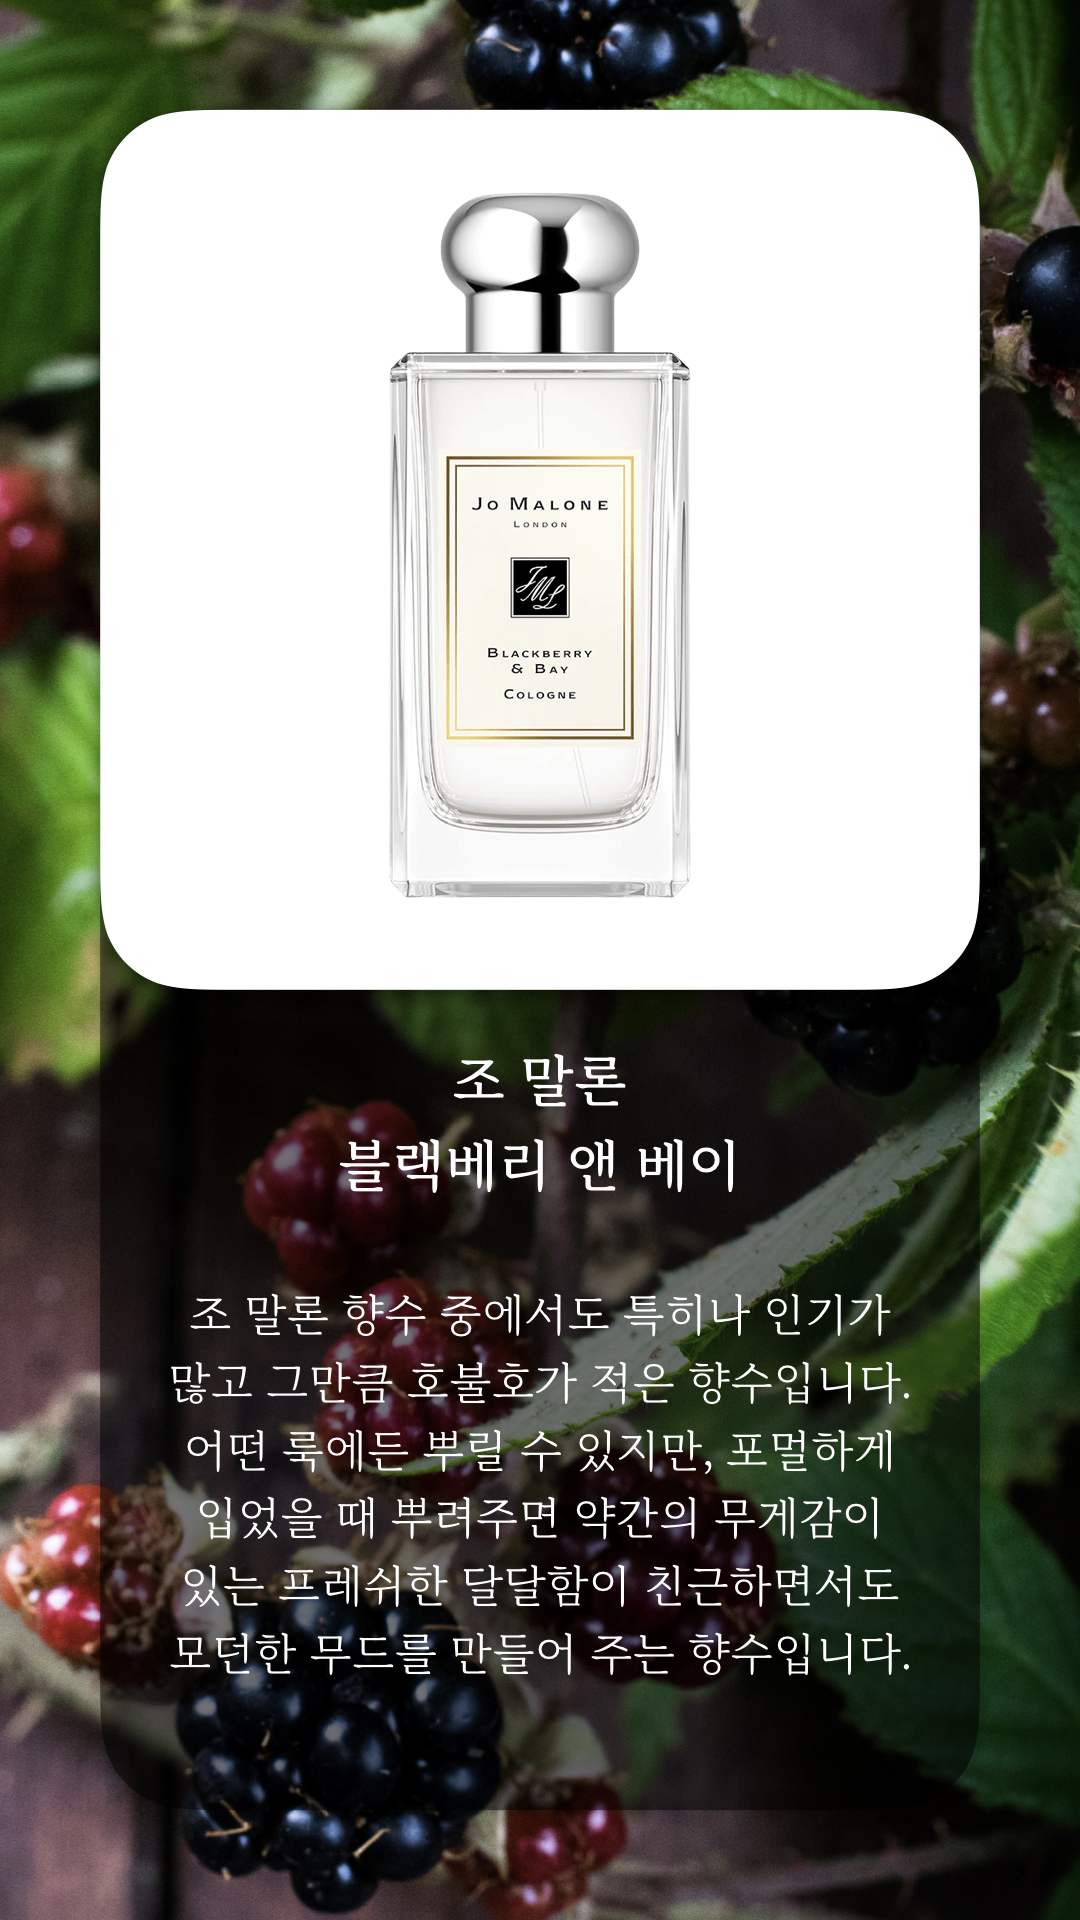 JO MALONE
LONDON
JML
BLACKBERRY
& BAY
COLOGNE
조 말론
블랙베리 앤 베이
조 말론 향수 중에서도 특히나 인기가
많고 그만큼 호불호가 적은 향수입니다.
어떤 룩에든 뿌릴 수 있지만, 포멀하게
입었을 때 뿌려주면 약간의 무게감이
있는 프레쉬한 달달함이 친근하면서도
모던한 무드를 만들어 주는 향수입니다.